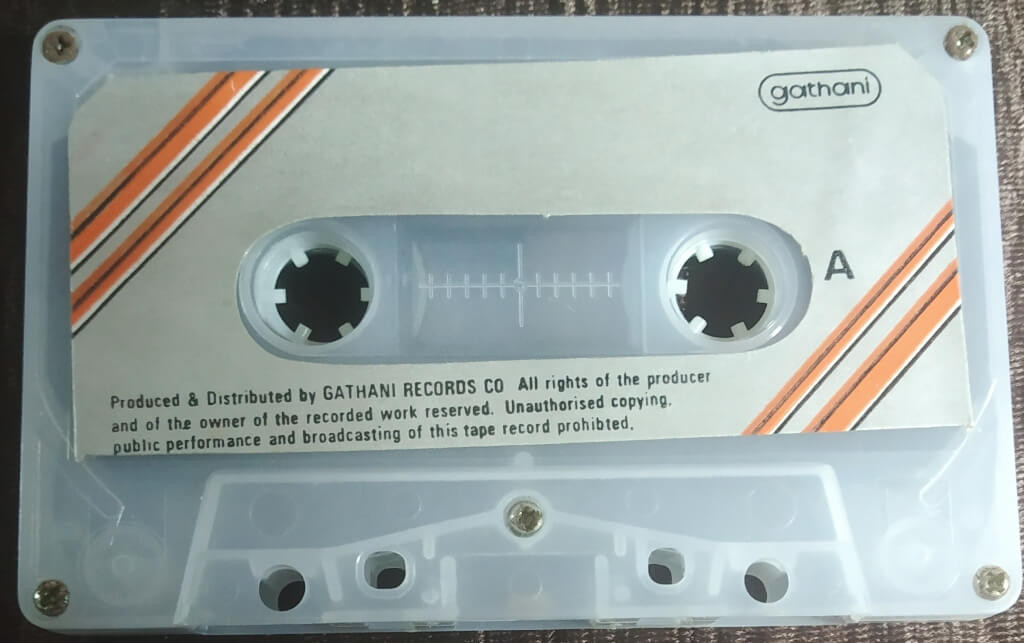 gathani
A
Produced & Distributed by GATHANI RECORDS CO All rights of the producer
and of the owner of the recorded work reserved. Unauthorised copying,
public performance and broadcasting of this tape record prohibted.